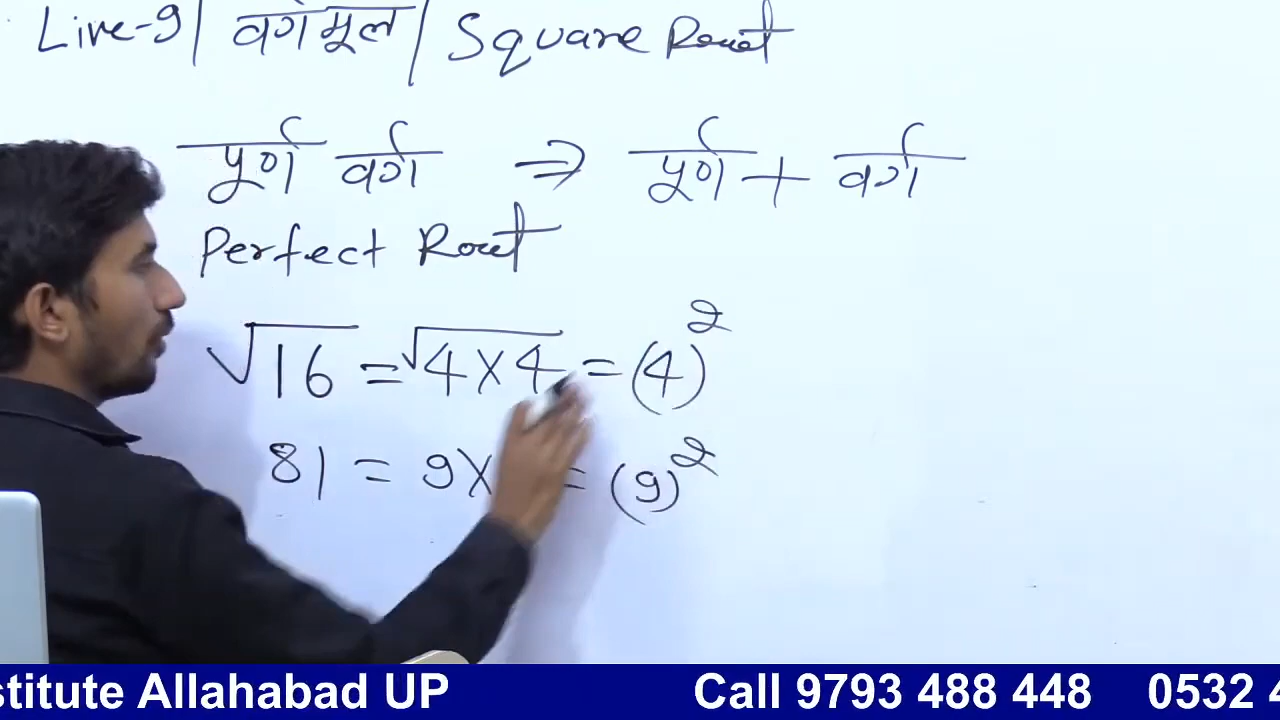 Live-9| वर्गमूल | Square Root
पूर्ण वर्ग ⇒ पूर्ण + वर्ग
Perfect Root
√16 = √4×4 = (4)²
81 = 9× = (9)²
stitute Allahabad UP Call 9793 488 448 0532 4